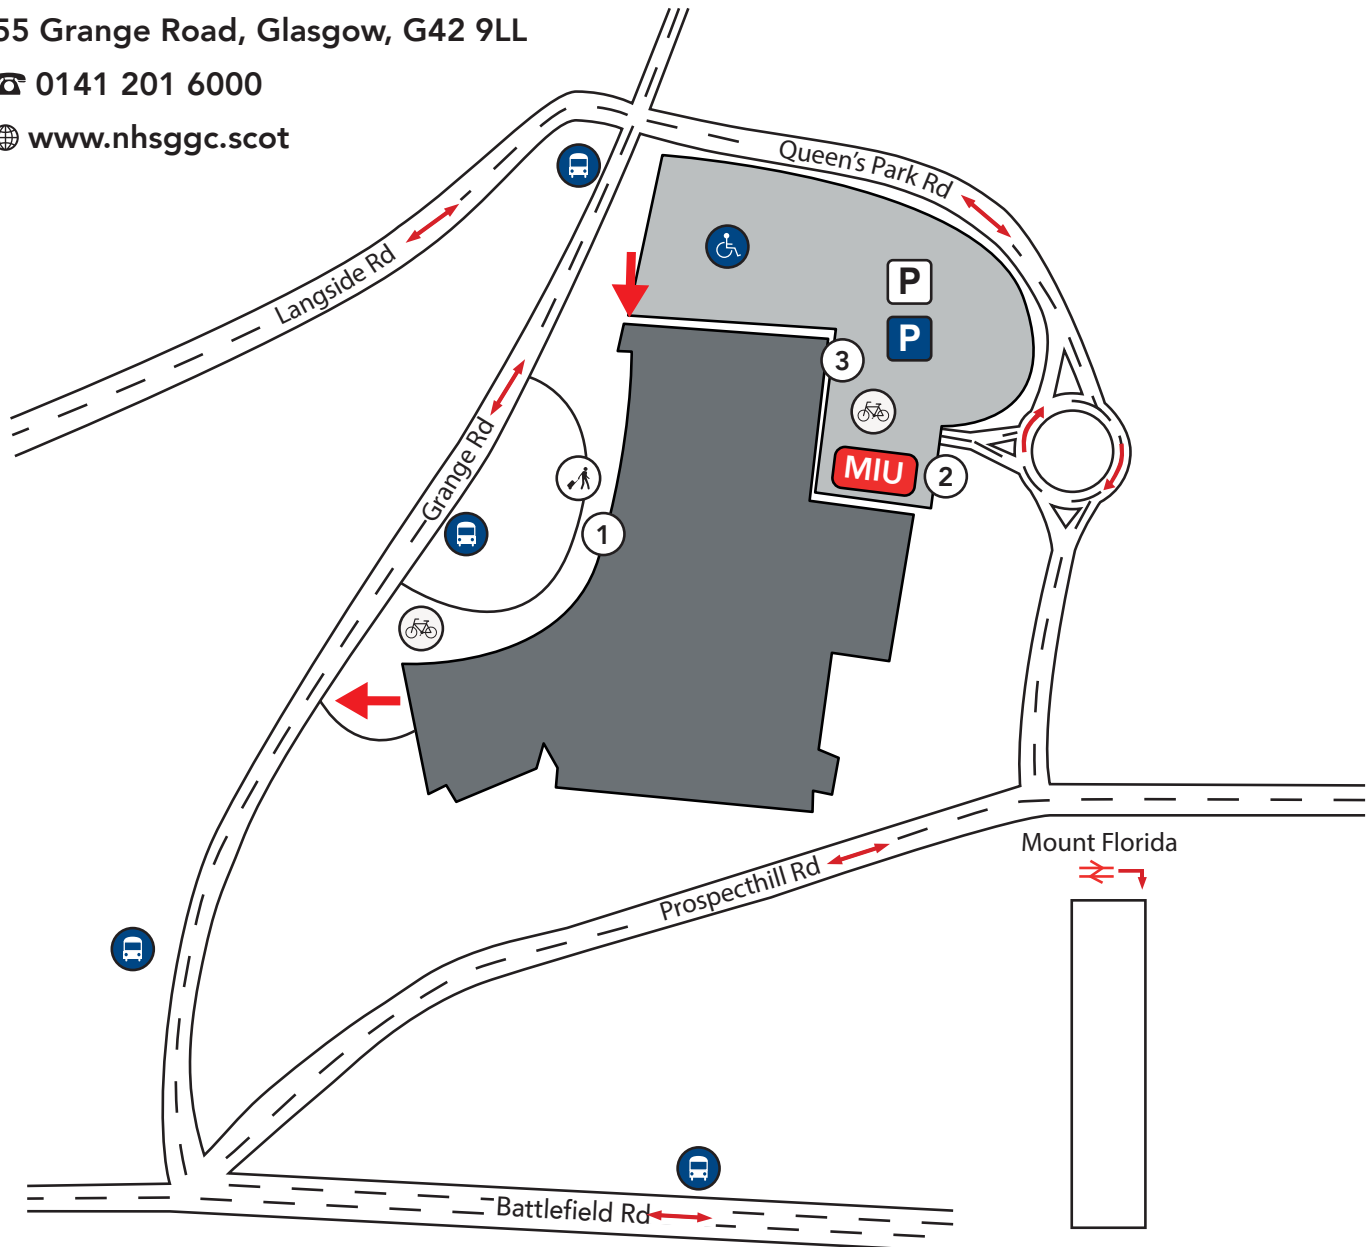 55 Grange Road, Glasgow, G42 9LL
0141 201 6000
www.nhsggc.scot
Queen's Park Rd
Langside Rd
P
P
3
Grange Rd
MIU
2
1
Mount Florida
Prospecthill Rd
Battlefield Rd